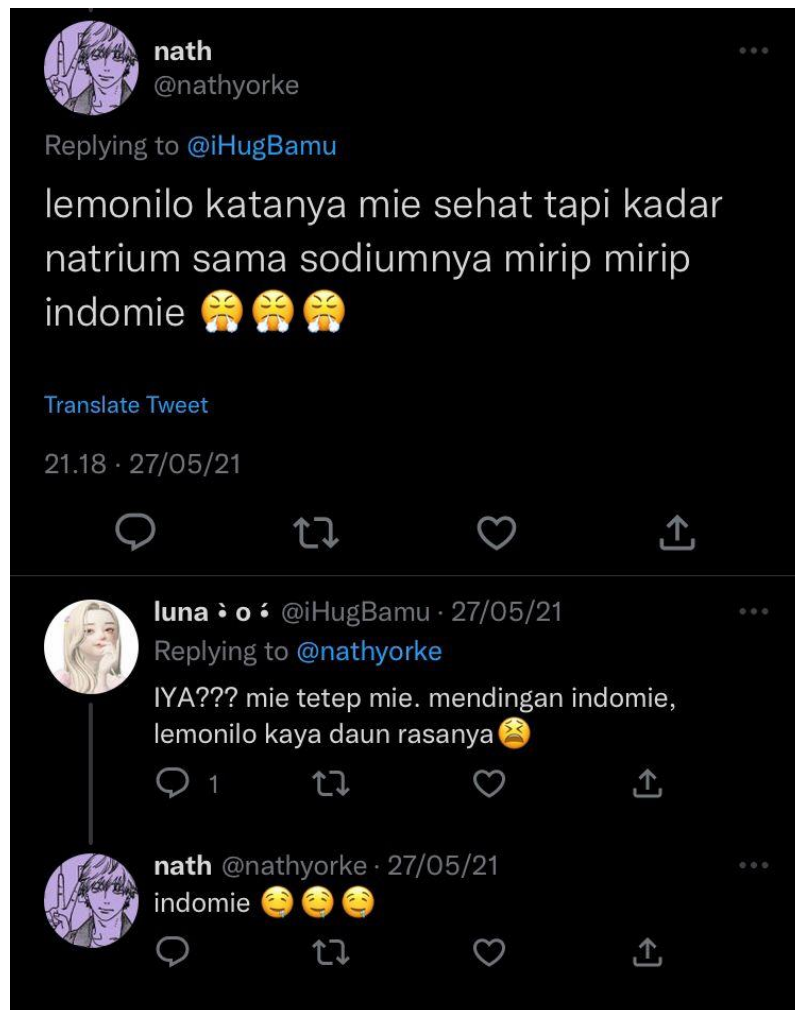 nath
@nathyorke
Replying to @iHugBamu
lemonilo katanya mie sehat tapi kadar
natrium sama sodiumnya mirip mirip
indomie 😤😤😤
Translate Tweet
21.18 · 27/05/21
luna ò o ó @iHugBamu · 27/05/21
Replying to @nathyorke
IYA??? mie tetep mie. mendingan indomie,
lemonilo kaya daun rasanya😫
1
nath @nathyorke · 27/05/21
indomie 🤤🤤🤤